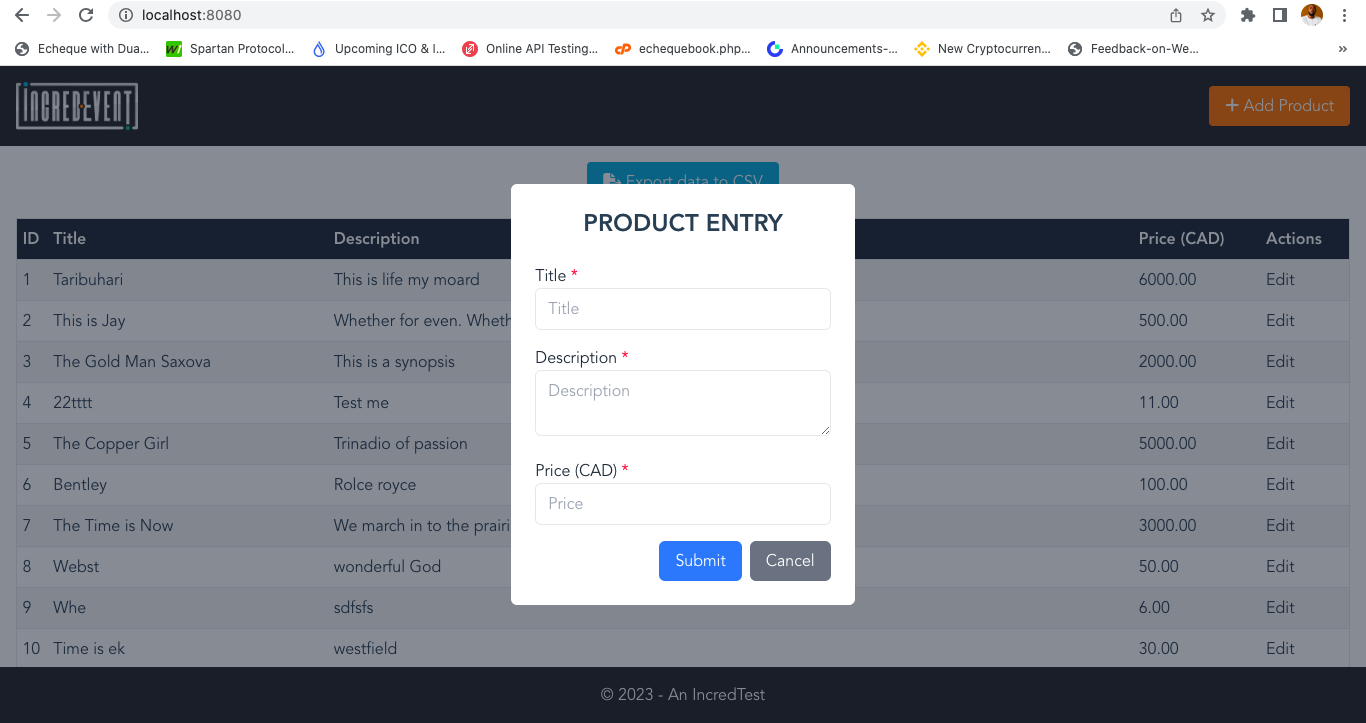 localhost:8080
Echeque with Dua... Spartan Protocol... Upcoming ICO & I... Online API Testing... echequebook.php... Announcements-... New Cryptocurren... Feedback-on-We... »
INCREDEVENT
+ Add Product
Export data to CSV
PRODUCT ENTRY
Title *
Title
Description *
Description
Price (CAD) *
Price
Submit Cancel
ID Title Description Price (CAD) Actions
1 Taribuhari This is life my moard 6000.00 Edit
2 This is Jay Whether for even. Wheth 500.00 Edit
3 The Gold Man Saxova This is a synopsis 2000.00 Edit
4 22tttt Test me 11.00 Edit
5 The Copper Girl Trinadio of passion 5000.00 Edit
6 Bentley Rolce royce 100.00 Edit
7 The Time is Now We march in to the prairi 3000.00 Edit
8 Webst wonderful God 50.00 Edit
9 Whe sdfsfs 6.00 Edit
10 Time is ek westfield 30.00 Edit
© 2023 - An IncredTest